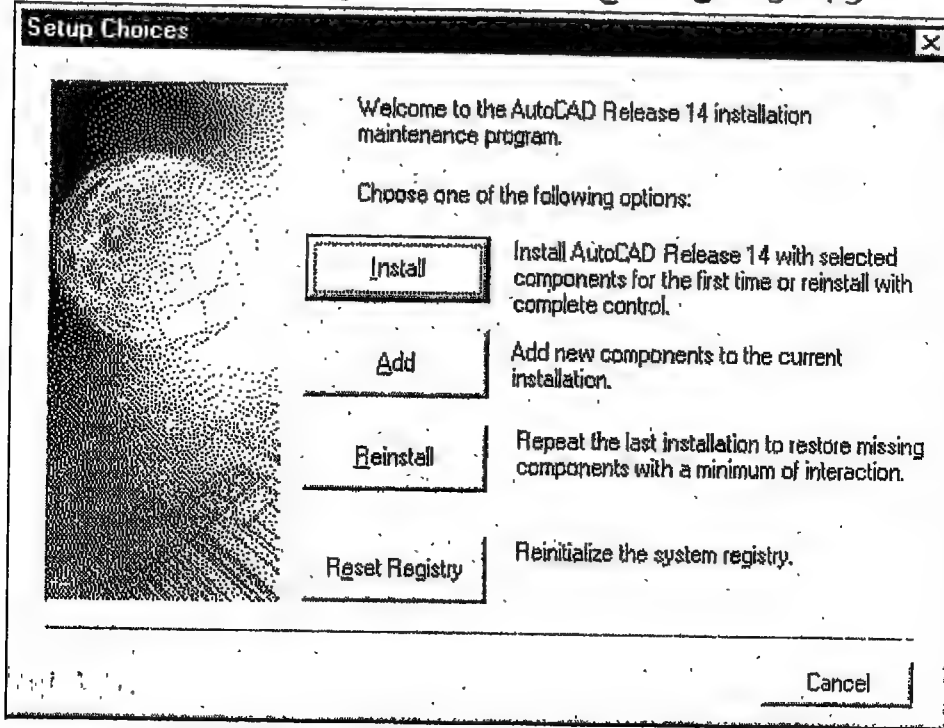 Setup Choices
Welcome to the AutoCAD Release 14 installation
maintenance program.
Choose one of the following options:
Install
Install AutoCAD Release 14 with selected
components for the first time or reinstall with
complete control.
Add
Add new components to the current
installation.
Reinstall
Repeat the last installation to restore missing
components with a minimum of interaction.
Reset Registry
Reinitialize the system registry.
Cancel